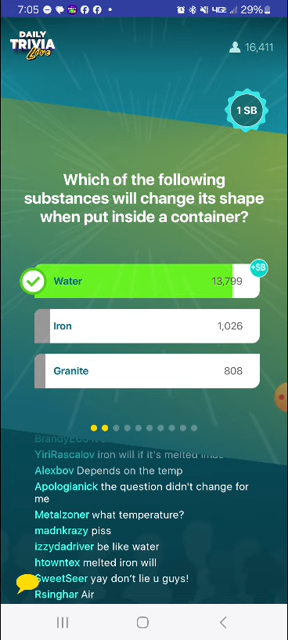 7:05
29%
DAILY
TRIVIA
16,411
1 SB
Which of the following
substances will change its shape
when put inside a container?
+SB
Water 13,799
Iron 1,026
Granite 808
YiriRascalov iron will if it's melted
Alexbov Depends on the temp
Apologianick the question didn't change for
me
Metalzoner what temperature?
madnkrazy piss
izzydadriver be like water
htowntex melted iron will
SweetSeer yay don't lie u guys!
Rsinghar Air